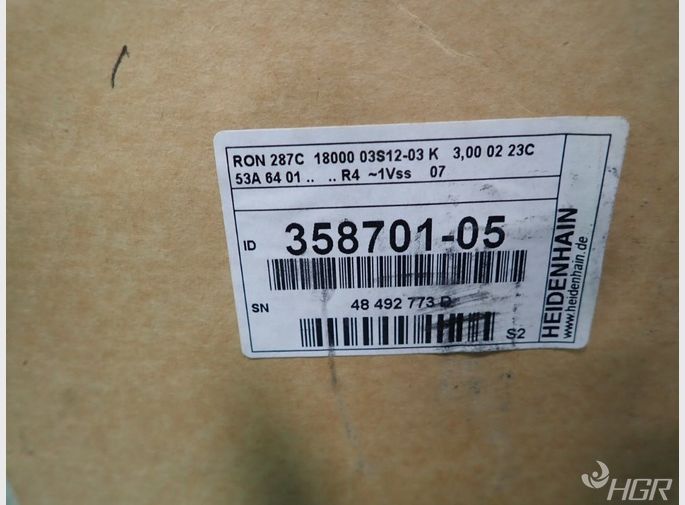 RON 287C 18000 03S12-03 K 3,00 02 23C
53A 64 01 .. .. R4 ~1Vss 07
ID 358701-05
SN 48 492 773 D
S2
HEIDENHAIN
www.heidenhain.de
HGR